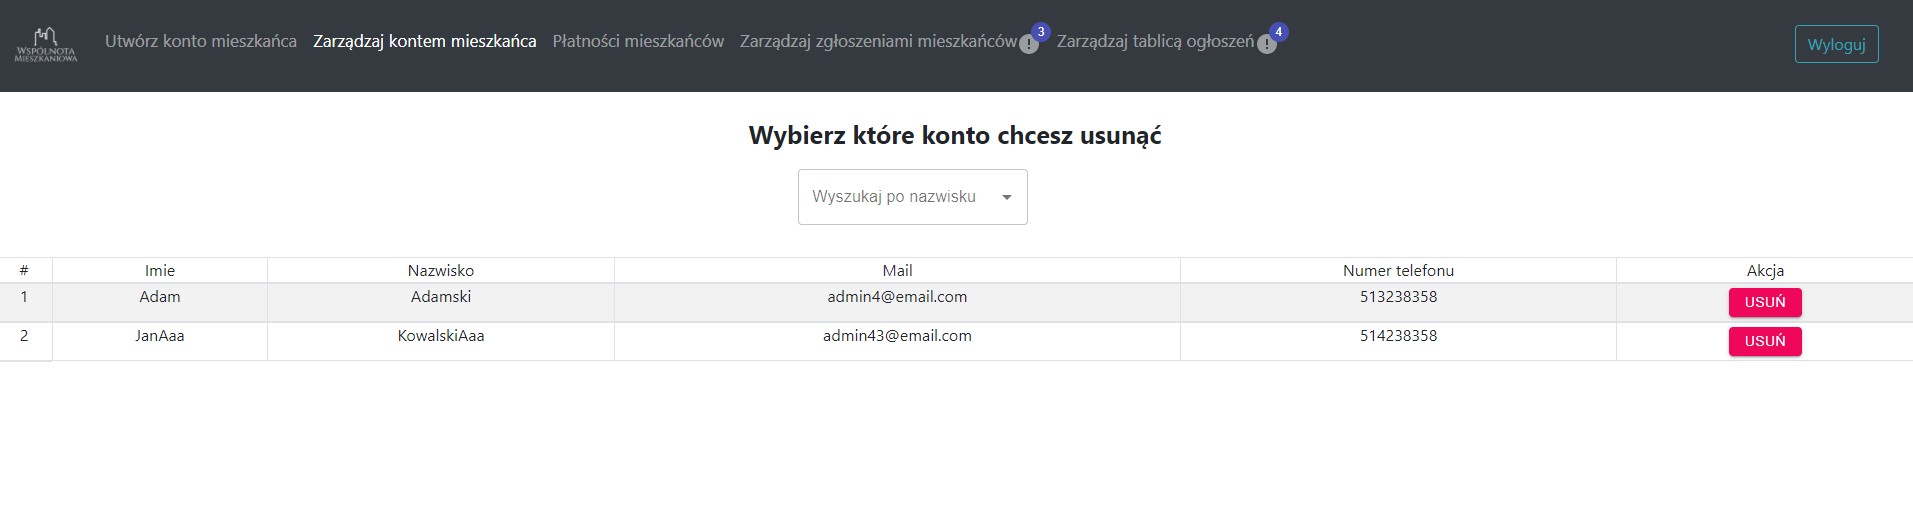 WSPÓLNOTA
MIESZKANIOWA
Utwórz konto mieszkańca Zarządzaj kontem mieszkańca Płatności mieszkańców Zarządzaj zgłoszeniami mieszkańców 3 Zarządzaj tablicą ogłoszeń 4 Wyloguj
Wybierz które konto chcesz usunąć
Wyszukaj po nazwisku
# Imie Nazwisko Mail Numer telefonu Akcja
1 Adam Adamski admin4@email.com 513238358 USUŃ
2 JanAaa KowalskiAaa admin43@email.com 514238358 USUŃ